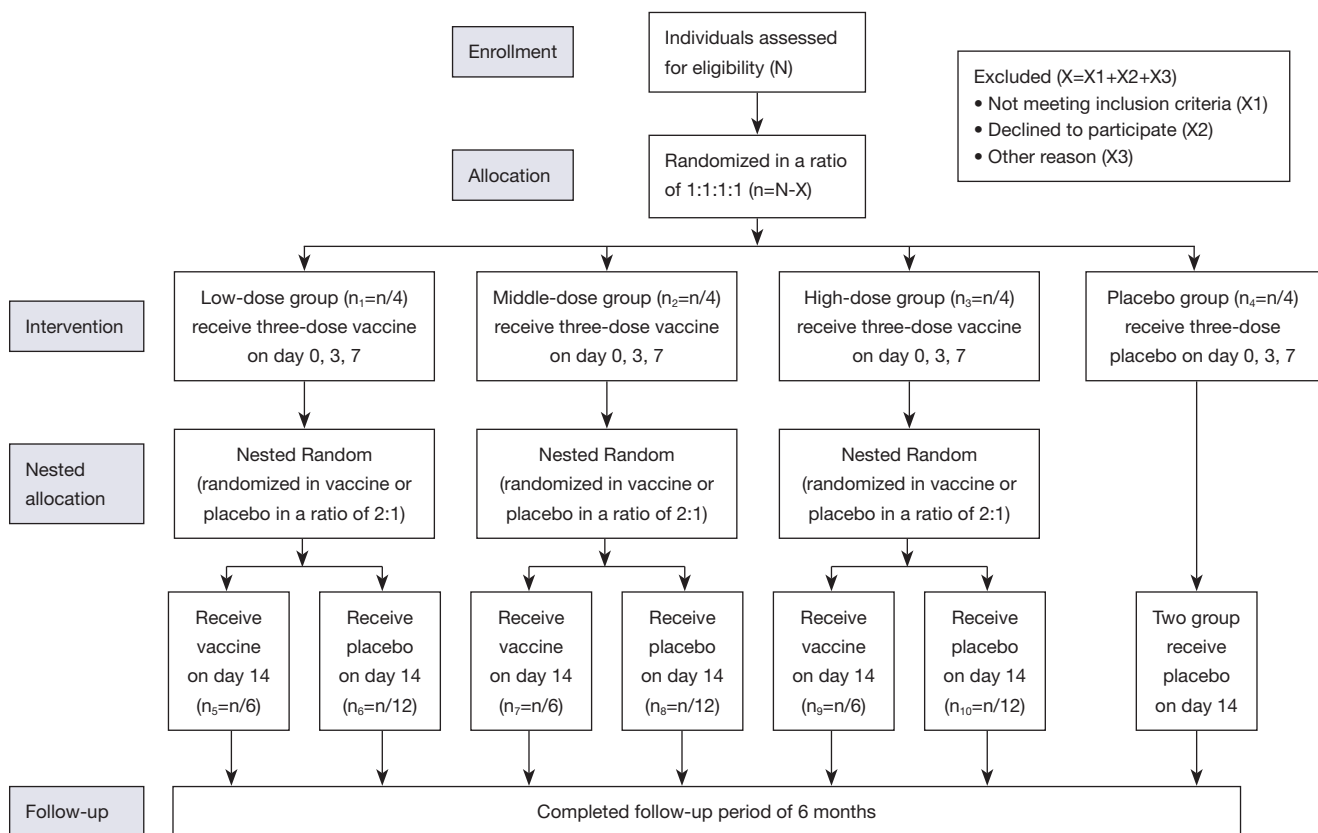 Enrollment
Individuals assessed
for eligibility (N)
Excluded (X=X1+X2+X3)
• Not meeting inclusion criteria (X1)
• Declined to participate (X2)
• Other reason (X3)
Allocation
Randomized in a ratio
of 1:1:1:1 (n=N-X)
Intervention
Low-dose group (n₁=n/4)
receive three-dose vaccine
on day 0, 3, 7
Middle-dose group (n₂=n/4)
receive three-dose vaccine
on day 0, 3, 7
High-dose group (n₃=n/4)
receive three-dose vaccine
on day 0, 3, 7
Placebo group (n₄=n/4)
receive three-dose
placebo on day 0, 3, 7
Nested
allocation
Nested Random
(randomized in vaccine or
placebo in a ratio of 2:1)
Nested Random
(randomized in vaccine or
placebo in a ratio of 2:1)
Nested Random
(randomized in vaccine or
placebo in a ratio of 2:1)
Receive
vaccine
on day 14
(n₅=n/6)
Receive
placebo
on day 14
(n₆=n/12)
Receive
vaccine
on day 14
(n₇=n/6)
Receive
placebo
on day 14
(n₈=n/12)
Receive
vaccine
on day 14
(n₉=n/6)
Receive
placebo
on day 14
(n₁₀=n/12)
Two group
receive
placebo
on day 14
Follow-up
Completed follow-up period of 6 months